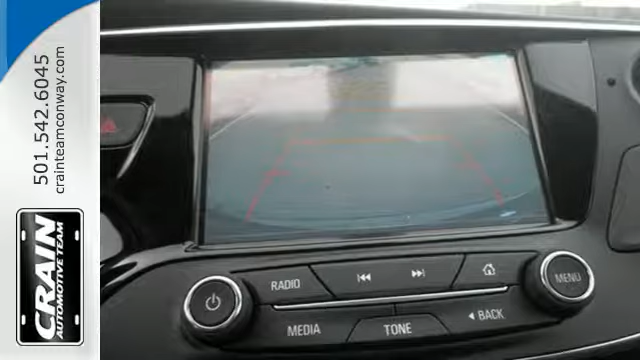 501.542.6045
crainteamconway.com
CRAIN
AUTOMOTIVE TEAM
RADIO
MENU
MEDIA
TONE
BACK